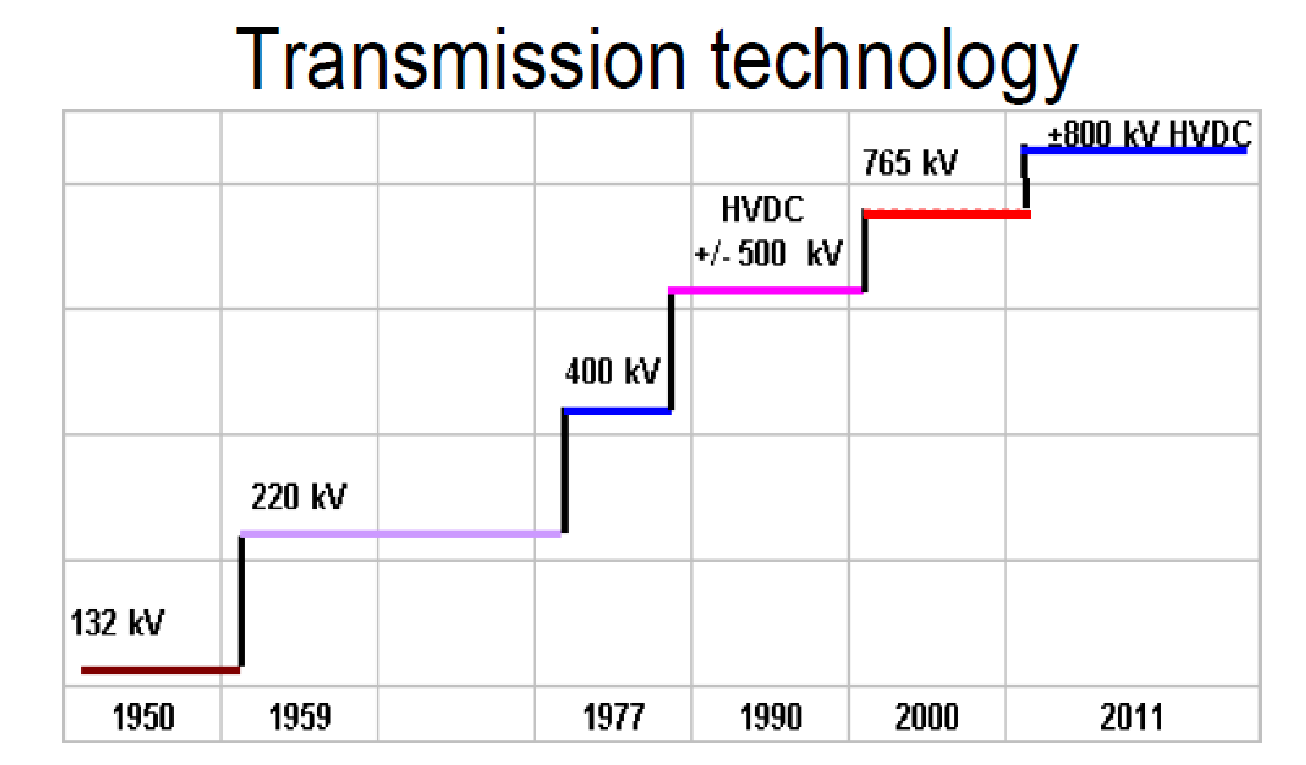 Transmission technology
±800 kV HVDC
765 kV
HVDC
+/- 500 kV
400 kV
220 kV
132 kV
1950 1959 1977 1990 2000 2011